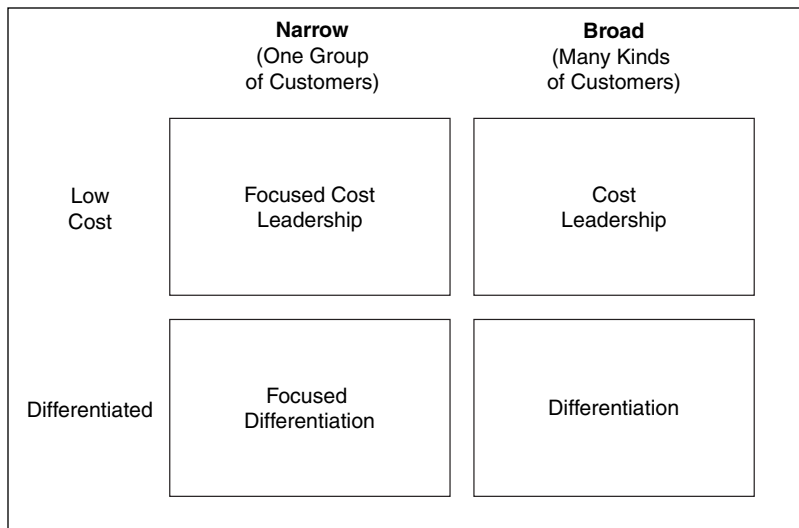 Narrow
(One Group
of Customers)
Broad
(Many Kinds
of Customers)
Low
Cost
Focused Cost
Leadership
Cost
Leadership
Differentiated
Focused
Differentiation
Differentiation